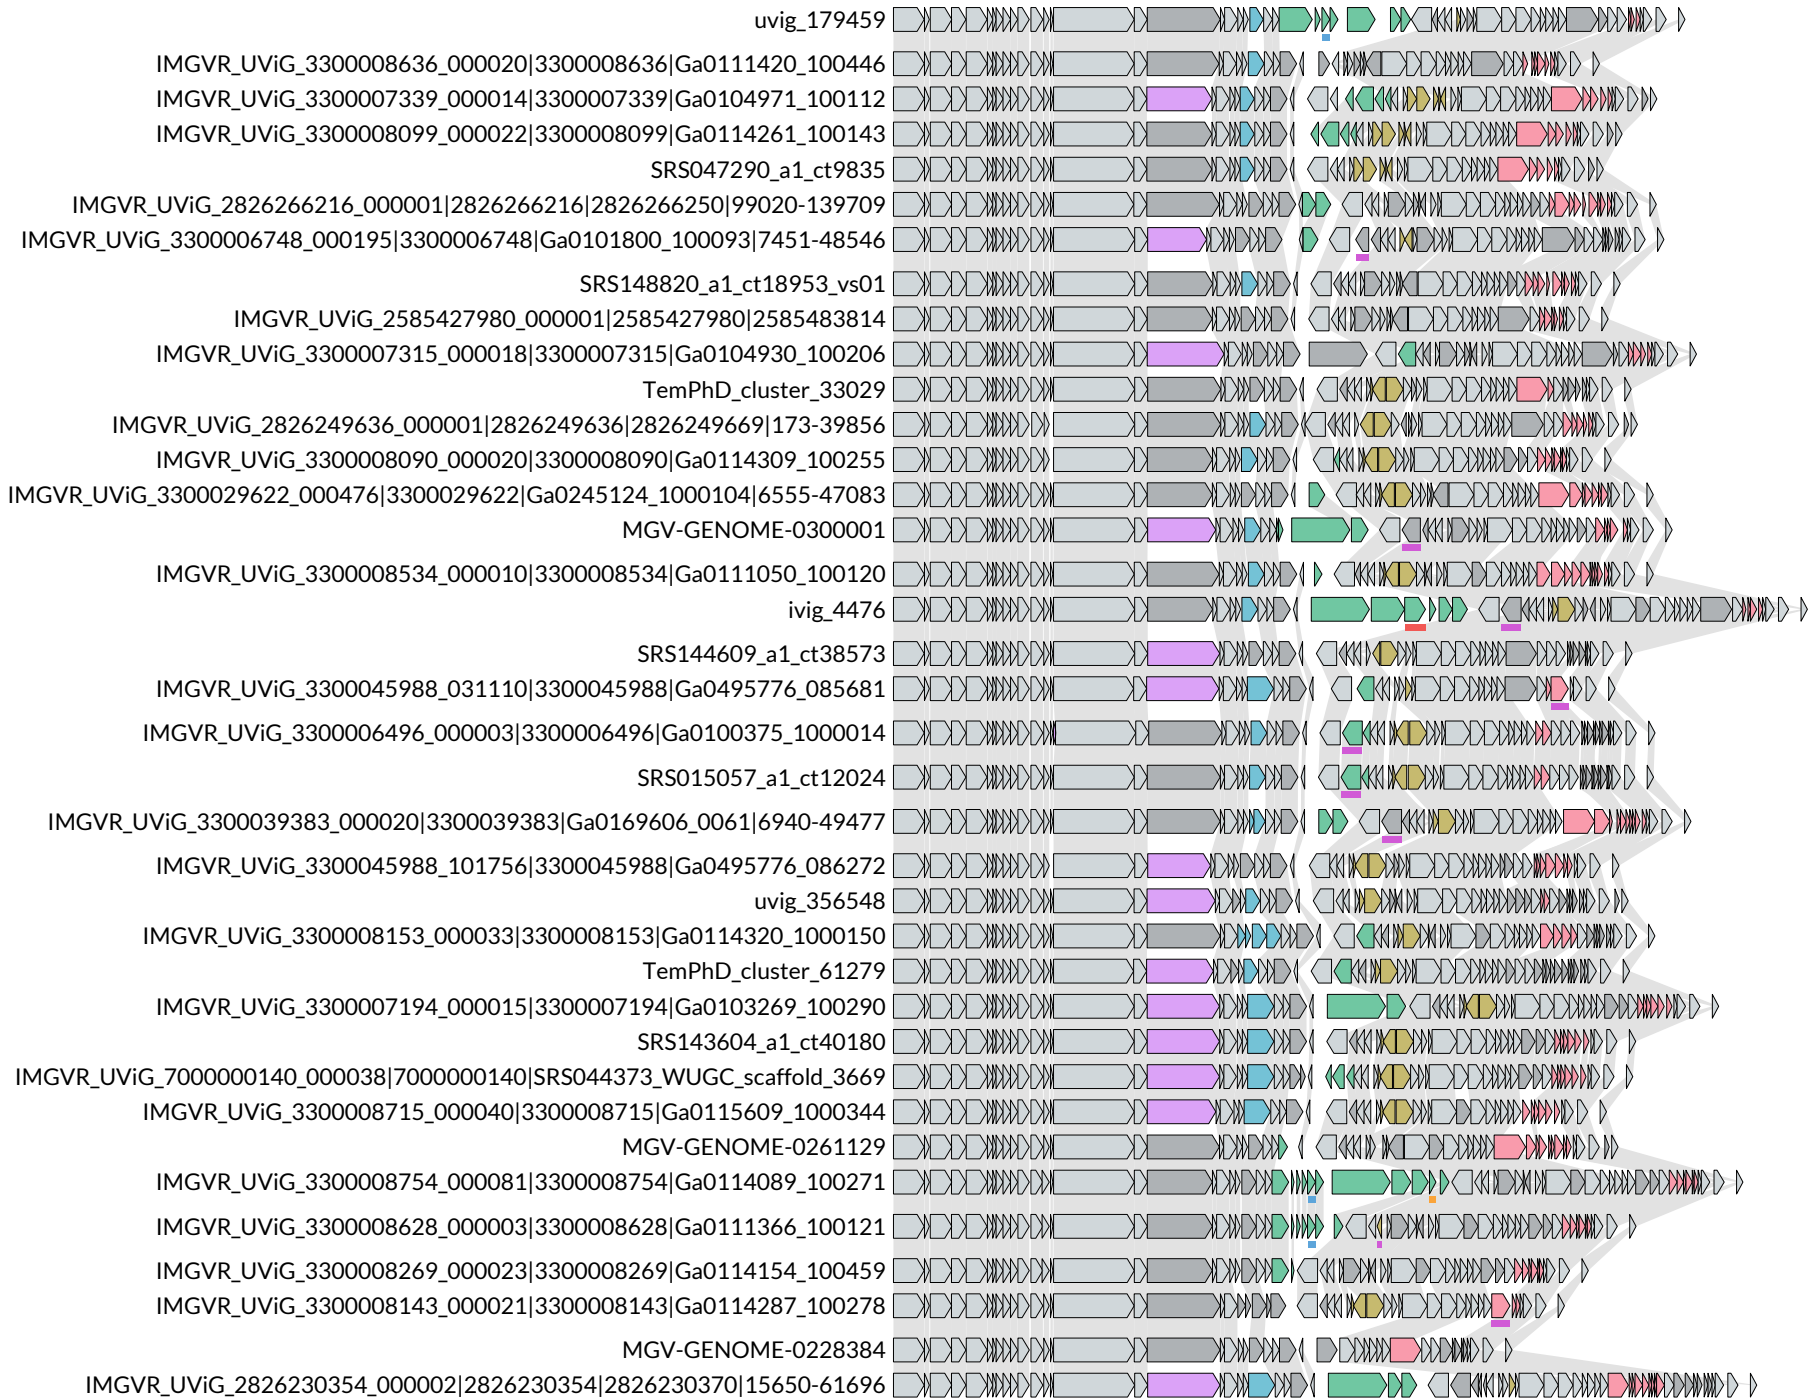 uvig_179459
IMGVR_UViG_3300008636_000020|3300008636|Ga0111420_100446
IMGVR_UViG_3300007339_000014|3300007339|Ga0104971_100112
IMGVR_UViG_3300008099_000022|3300008099|Ga0114261_100143
SRS047290_a1_ct9835
IMGVR_UViG_2826266216_000001|2826266216|2826266250|99020-139709
IMGVR_UViG_3300006748_000195|3300006748|Ga0101800_100093|7451-48546
SRS148820_a1_ct18953_vs01
IMGVR_UViG_2585427980_000001|2585427980|2585483814
IMGVR_UViG_3300007315_000018|3300007315|Ga0104930_100206
TemPhD_cluster_33029
IMGVR_UViG_2826249636_000001|2826249636|2826249669|173-39856
IMGVR_UViG_3300008090_000020|3300008090|Ga0114309_100255
IMGVR_UViG_3300029622_000476|3300029622|Ga0245124_1000104|6555-47083
MGV-GENOME-0300001
IMGVR_UViG_3300008534_000010|3300008534|Ga0111050_100120
ivig_4476
SRS144609_a1_ct38573
IMGVR_UViG_3300045988_031110|3300045988|Ga0495776_085681
IMGVR_UViG_3300006496_000003|3300006496|Ga0100375_1000014
SRS015057_a1_ct12024
IMGVR_UViG_3300039383_000020|3300039383|Ga0169606_0061|6940-49477
IMGVR_UViG_3300045988_101756|3300045988|Ga0495776_086272
uvig_356548
IMGVR_UViG_3300008153_000033|3300008153|Ga0114320_1000150
TemPhD_cluster_61279
IMGVR_UViG_3300007194_000015|3300007194|Ga0103269_100290
SRS143604_a1_ct40180
IMGVR_UViG_7000000140_000038|7000000140|SRS044373_WUGC_scaffold_3669
IMGVR_UViG_3300008715_000040|3300008715|Ga0115609_1000344
MGV-GENOME-0261129
IMGVR_UViG_3300008754_000081|3300008754|Ga0114089_100271
IMGVR_UViG_3300008628_000003|3300008628|Ga0111366_100121
IMGVR_UViG_3300008269_000023|3300008269|Ga0114154_100459
IMGVR_UViG_3300008143_000021|3300008143|Ga0114287_100278
MGV-GENOME-0228384
IMGVR_UViG_2826230354_000002|2826230354|2826230370|15650-61696